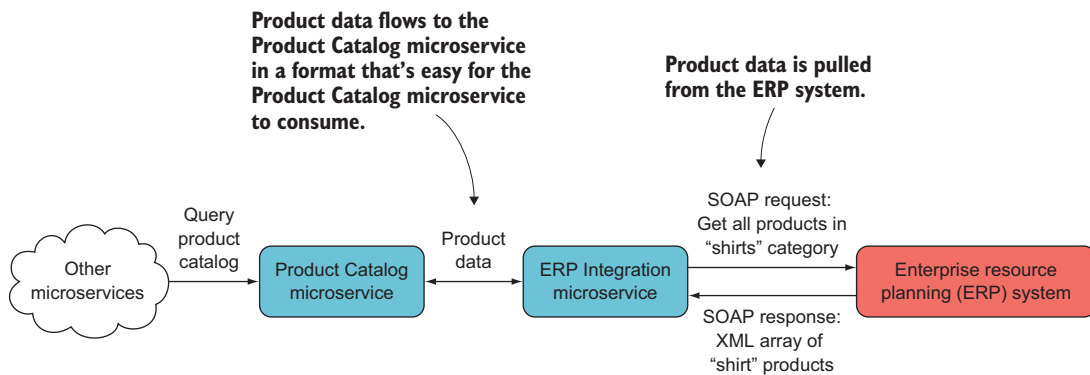 Product data flows to the
Product Catalog microservice
in a format that's easy for the
Product Catalog microservice
to consume.
Product data is pulled
from the ERP system.
Other
microservices
Query
product
catalog
Product Catalog
microservice
Product
data
ERP Integration
microservice
SOAP request:
Get all products in
“shirts” category
SOAP response:
XML array of
“shirt” products
Enterprise resource
planning (ERP) system